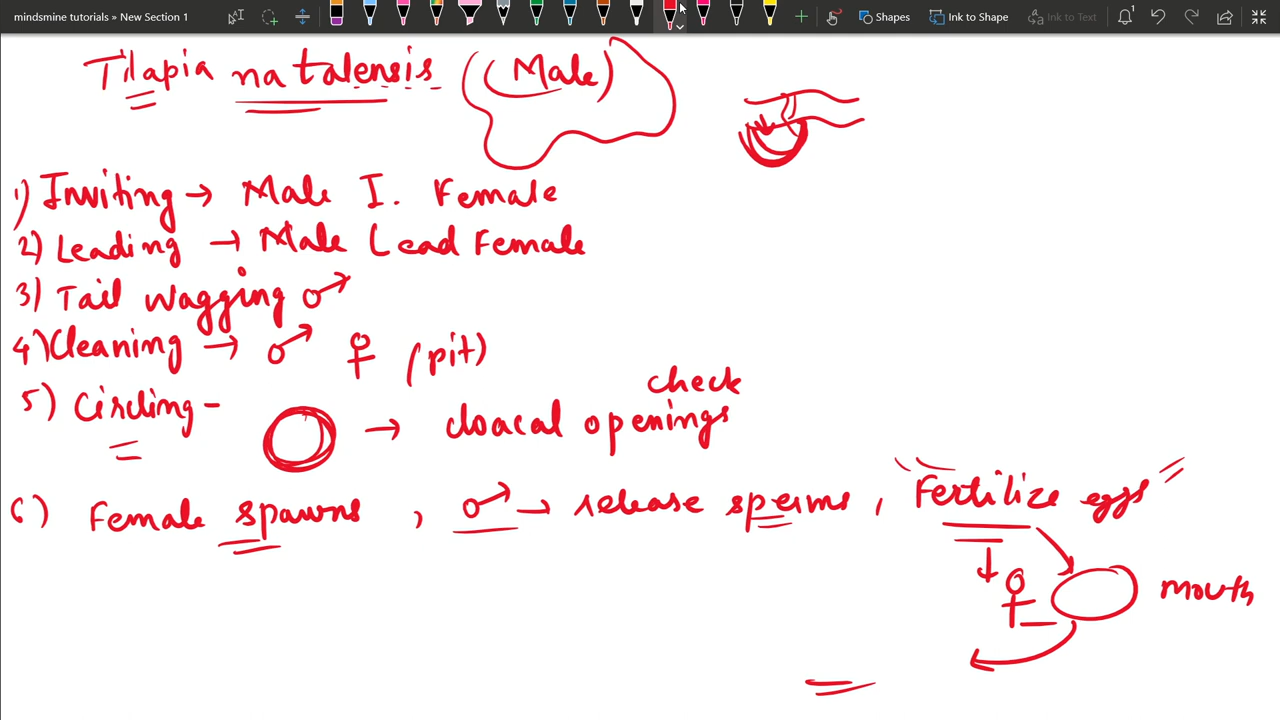 mindsmine tutorials » New Section 1
Shapes
Ink to Shape
Ink to Text
1
Tilapia natalensis (Male)
1) Inviting → Male I. Female
2) Leading → Male Lead Female
3) Tail wagging ♂
4) Cleaning → ♂ ♀ (pit)
check
5) Circling - → cloacal openings
6) Female spawns , ♂ → release sperms , "Fertilize eggs"
♀ mouth